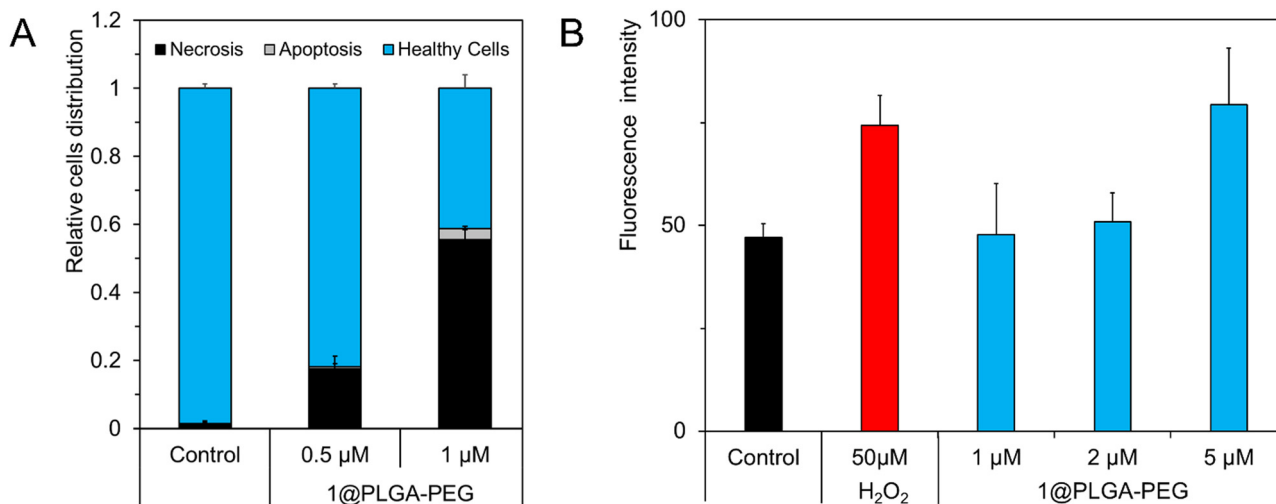 A
Relative cells distribution
1.2
1
0.8
0.6
0.4
0.2
0
Necrosis Apoptosis Healthy Cells
Control 0.5 μM 1 μM
1@PLGA-PEG
B
Fluorescence intensity
100
50
0
Control 50μM 1 μM 2 μM 5 μM
H₂O₂ 1@PLGA-PEG